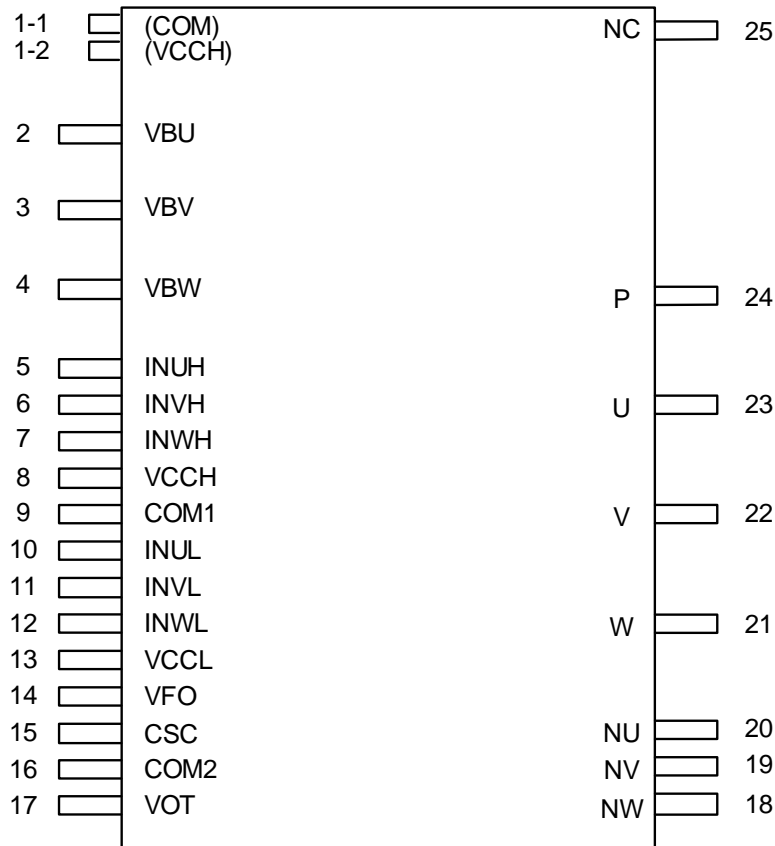 1-1 (COM) NC 25
1-2 (VCCH)
2 VBU
3 VBV
4 VBW P 24
5 INUH
6 INVH U 23
7 INWH
8 VCCH
9 COM1 V 22
10 INUL
11 INVL
12 INWL W 21
13 VCCL
14 VFO
15 CSC NU 20
16 COM2 NV 19
17 VOT NW 18